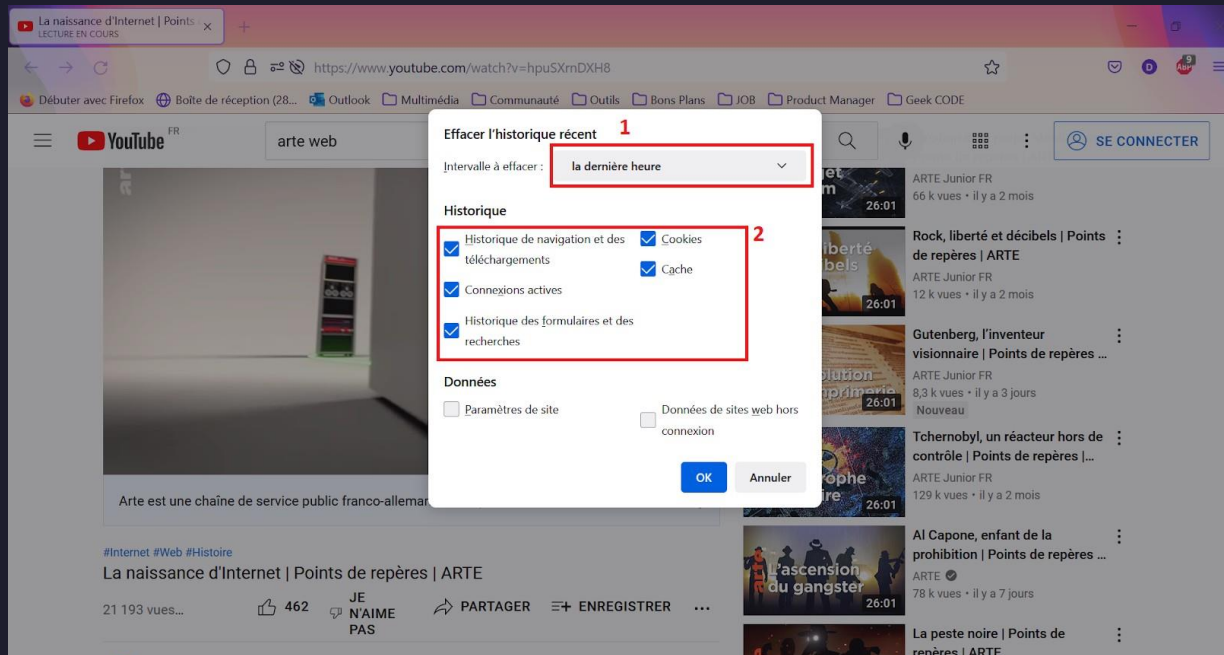 La naissance d'Internet | Points
LECTURE EN COURS
https://www.youtube.com/watch?v=hpuSXrnDXH8
D
ABP
9
Débuter avec Firefox
Boîte de réception (28...
Outlook
Multimédia
Communauté
Outils
Bons Plans
JOB
Product Manager
Geek CODE
YouTube FR
arte web
SE CONNECTER
Effacer l'historique récent
1
Intervalle à effacer :
la dernière heure
Historique
2
Historique de navigation et des
téléchargements
Cookies
Cache
Connexions actives
Historique des formulaires et des
recherches
Données
Paramètres de site
Données de sites web hors
connexion
OK
Annuler
Arte est une chaîne de service public
#Internet #Web #Histoire
La naissance d'Internet | Points de repères | ARTE
21 193 vues...
462
JE
N'AIME
PAS
PARTAGER
ENREGISTRER
...
26:01
ARTE Junior FR
66 k vues • il y a 2 mois
26:01
Rock, liberté et décibels | Points
de repères | ARTE
ARTE Junior FR
12 k vues • il y a 2 mois
26:01
Gutenberg, l'inventeur
visionnaire | Points de repères ...
ARTE Junior FR
8,3 k vues • il y a 3 jours
Nouveau
26:01
Tchernobyl, un réacteur hors de
contrôle | Points de repères |...
ARTE Junior FR
129 k vues • il y a 2 mois
L'ascension
du gangster
26:01
Al Capone, enfant de la
prohibition | Points de repères ...
ARTE
78 k vues • il y a 7 jours
La peste noire | Points de
repères | ARTE